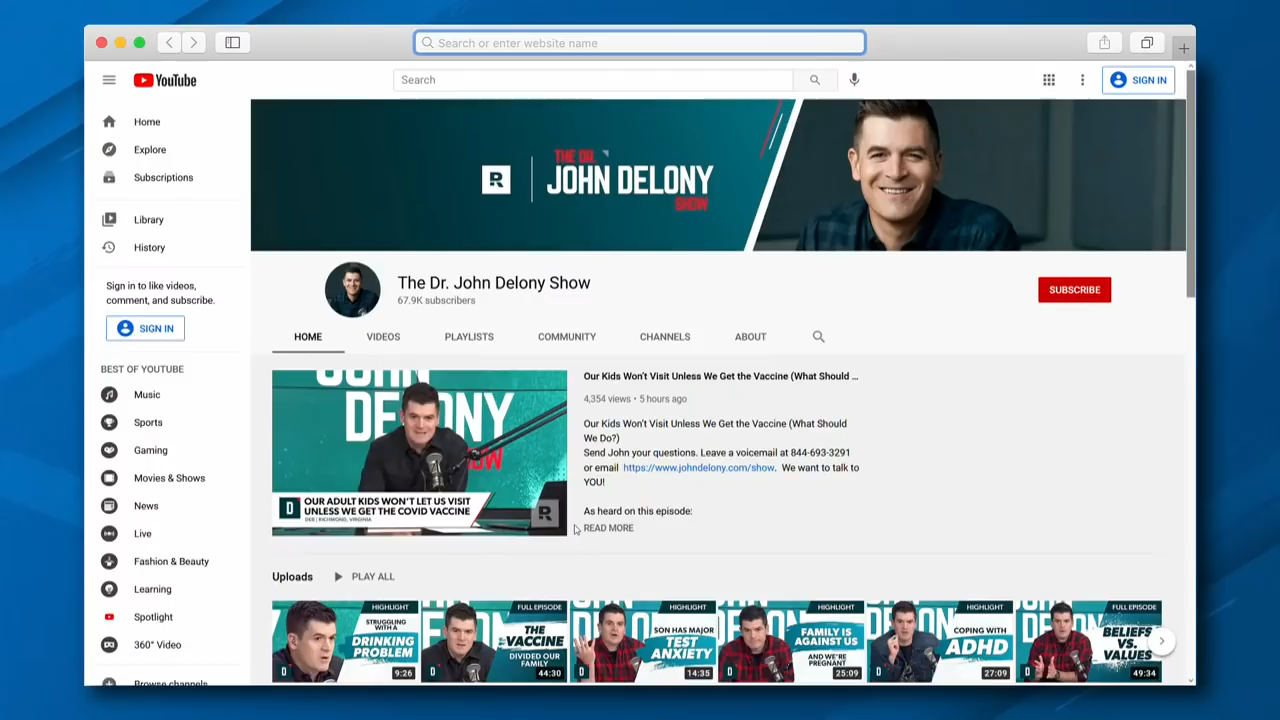 Search or enter website name
YouTube
Search
SIGN IN
Home
Explore
Subscriptions
Library
History
Sign in to like videos,
comment, and subscribe.
SIGN IN
BEST OF YOUTUBE
Music
Sports
Gaming
Movies & Shows
News
Live
Fashion & Beauty
Learning
Spotlight
360° Video
Browse channels
R
THE DR.
JOHN DELONY
SHOW
The Dr. John Delony Show
67.9K subscribers
SUBSCRIBE
HOME VIDEOS PLAYLISTS COMMUNITY CHANNELS ABOUT
JOHN
DELONY
SHOW
D
OUR ADULT KIDS WON'T LET US VISIT
UNLESS WE GET THE COVID VACCINE
DEB | RICHMOND, VIRGINIA
R
Our Kids Won't Visit Unless We Get the Vaccine (What Should ...
4,354 views • 5 hours ago
Our Kids Won't Visit Unless We Get the Vaccine (What Should
We Do?)
Send John your questions. Leave a voicemail at 844-693-3291
or email https://www.johndelony.com/show. We want to talk to
YOU!
As heard on this episode:
READ MORE
Uploads PLAY ALL
HIGHLIGHT
STRUGGLING
WITH A
DRINKING
PROBLEM
D
9:26
FULL EPISODE
THE
VACCINE
DIVIDED OUR
FAMILY
D
44:30
HIGHLIGHT
SON HAS MAJOR
TEST
ANXIETY
D
14:35
HIGHLIGHT
FAMILY IS
AGAINST US
AND WE'RE
PREGNANT
D
25:09
HIGHLIGHT
COPING WITH
ADHD
D
27:09
FULL EPISODE
BELIEFS
VS.
VALUES
D
49:34